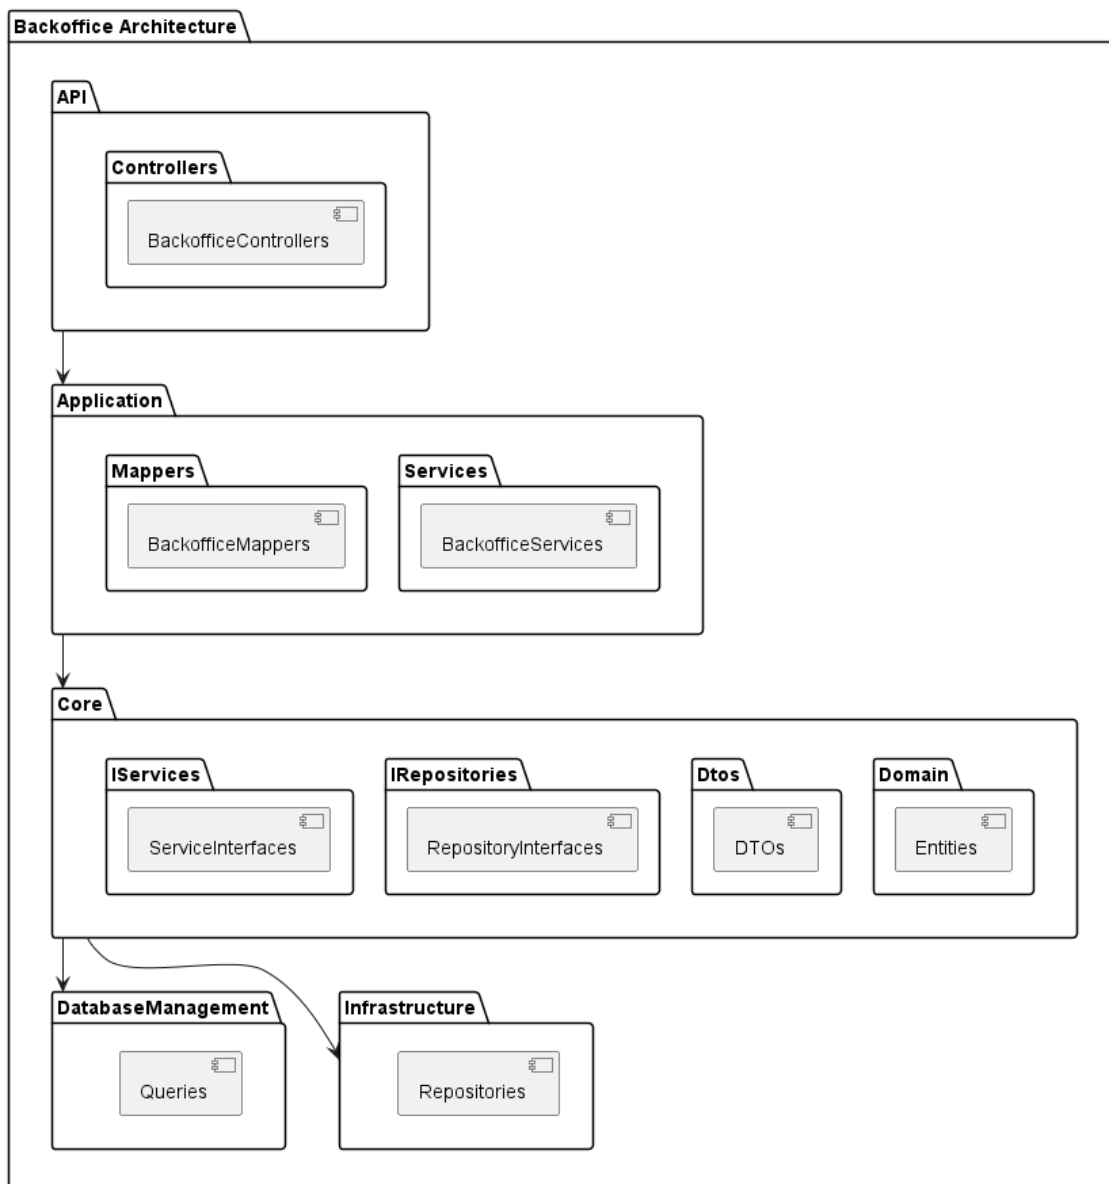 Backoffice Architecture
API
Controllers
BackofficeControllers
Application
Mappers
Services
BackofficeMappers
BackofficeServices
Core
IServices
IRepositories
Dtos
Domain
ServiceInterfaces
RepositoryInterfaces
DTOs
Entities
DatabaseManagement
Infrastructure
Queries
Repositories